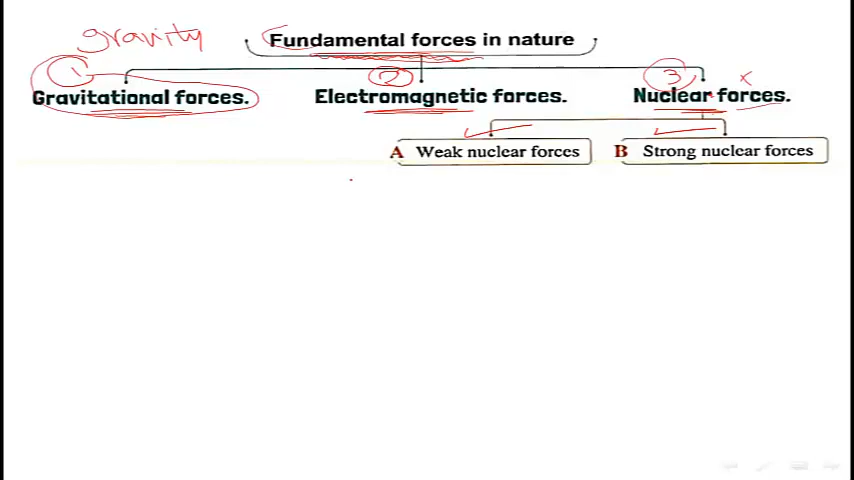 gravity
Fundamental forces in nature
1 2 3 x
Gravitational forces. Electromagnetic forces. Nuclear forces.
A Weak nuclear forces B Strong nuclear forces